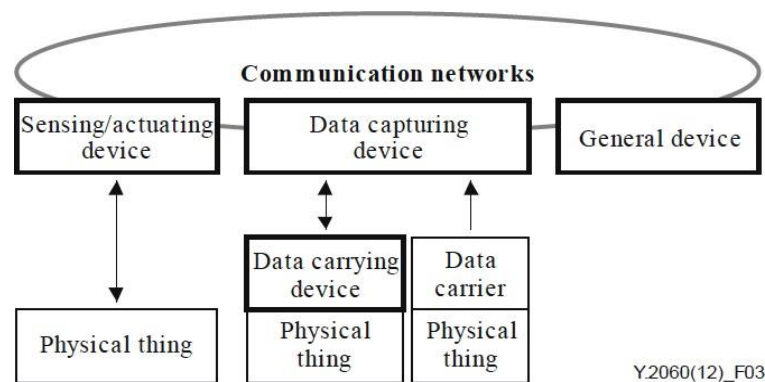 Communication networks
Sensing/actuating
device
Data capturing
device
General device
Data carrying
device
Data
carrier
Physical thing
Physical
thing
Physical
thing
Y.2060(12)_F03